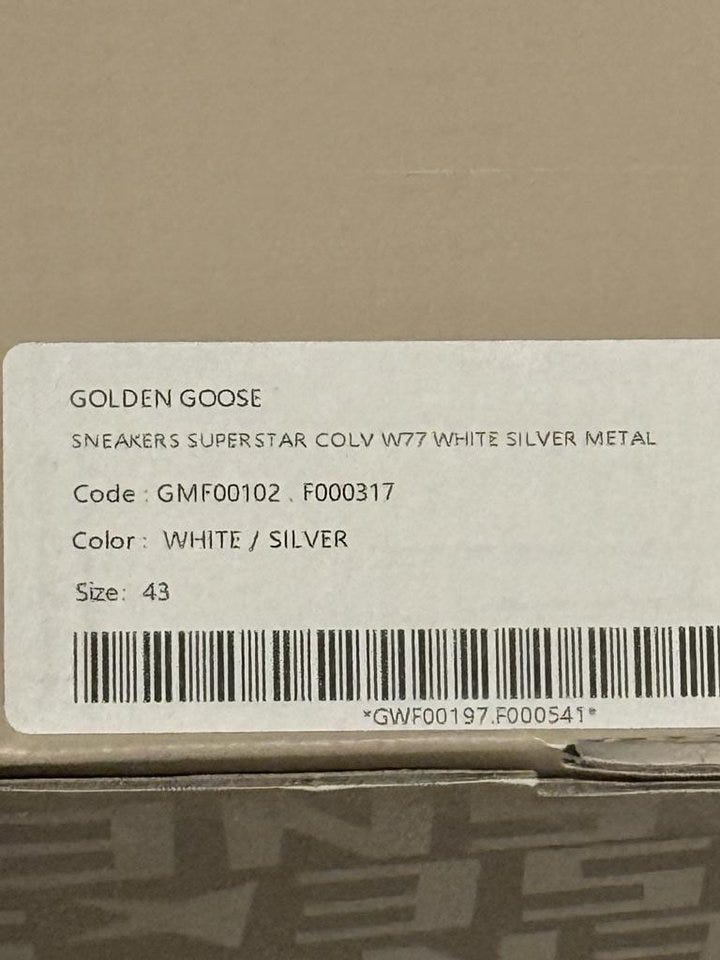 GOLDEN GOOSE
SNEAKERS SUPERSTAR COLV W77 WHITE SILVER METAL
Code : GMF00102 . F000317
Color : WHITE / SILVER
Size: 43
*GWF00197.F000541*